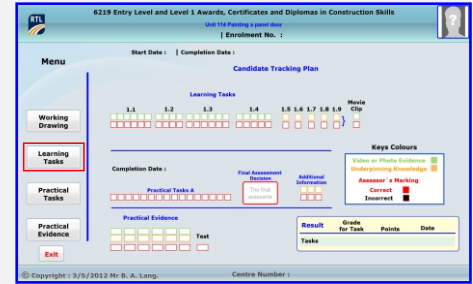 6219 Entry Level and Level 1 Awards, Certificates and Diplomas in Construction Skills
RTL
Unit 114 Painting a panel door
| Enrolment No. :
Start Date : | Completion Date :
Menu
Candidate Tracking Plan
Learning Tasks
Movie
Clip
1.1 1.2 1.3 1.4 1.5 1.6 1.7 1.8 1.9
}
Working
Drawing
Learning
Tasks
Practical
Tasks
Practical
Evidence
Exit
Keys Colours
Video or Photo Evidence
Underpinning Knowledge
Assessor`s Marking
Correct
Incorrect
Completion Date :
Final Assessment
Decision
Additional
Information
Practical Tasks A
The final
assessme
Practical Evidence
Test
Result Grade for Task Points Date
Tasks
© Copyright : 3/5/2012 Mr B. A. Lang. Centre Number :